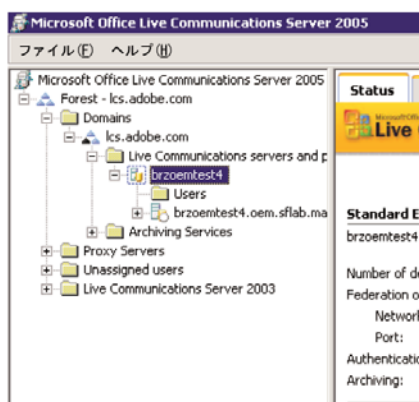 Microsoft Office Live Communications Server 2005
ファイル(F) ヘルプ(H)
Microsoft Office Live Communications Server 2005
Forest - lcs.adobe.com
Domains
lcs.adobe.com
Live Communications servers and p
brzoemtest4
Users
brzoemtest4.oem.sflab.ma
Archiving Services
Proxy Servers
Unassigned users
Live Communications Server 2003
Status
Live
Standard E
brzoemtest4
Number of de
Federation o
Network
Port:
Authenticatio
Archiving: